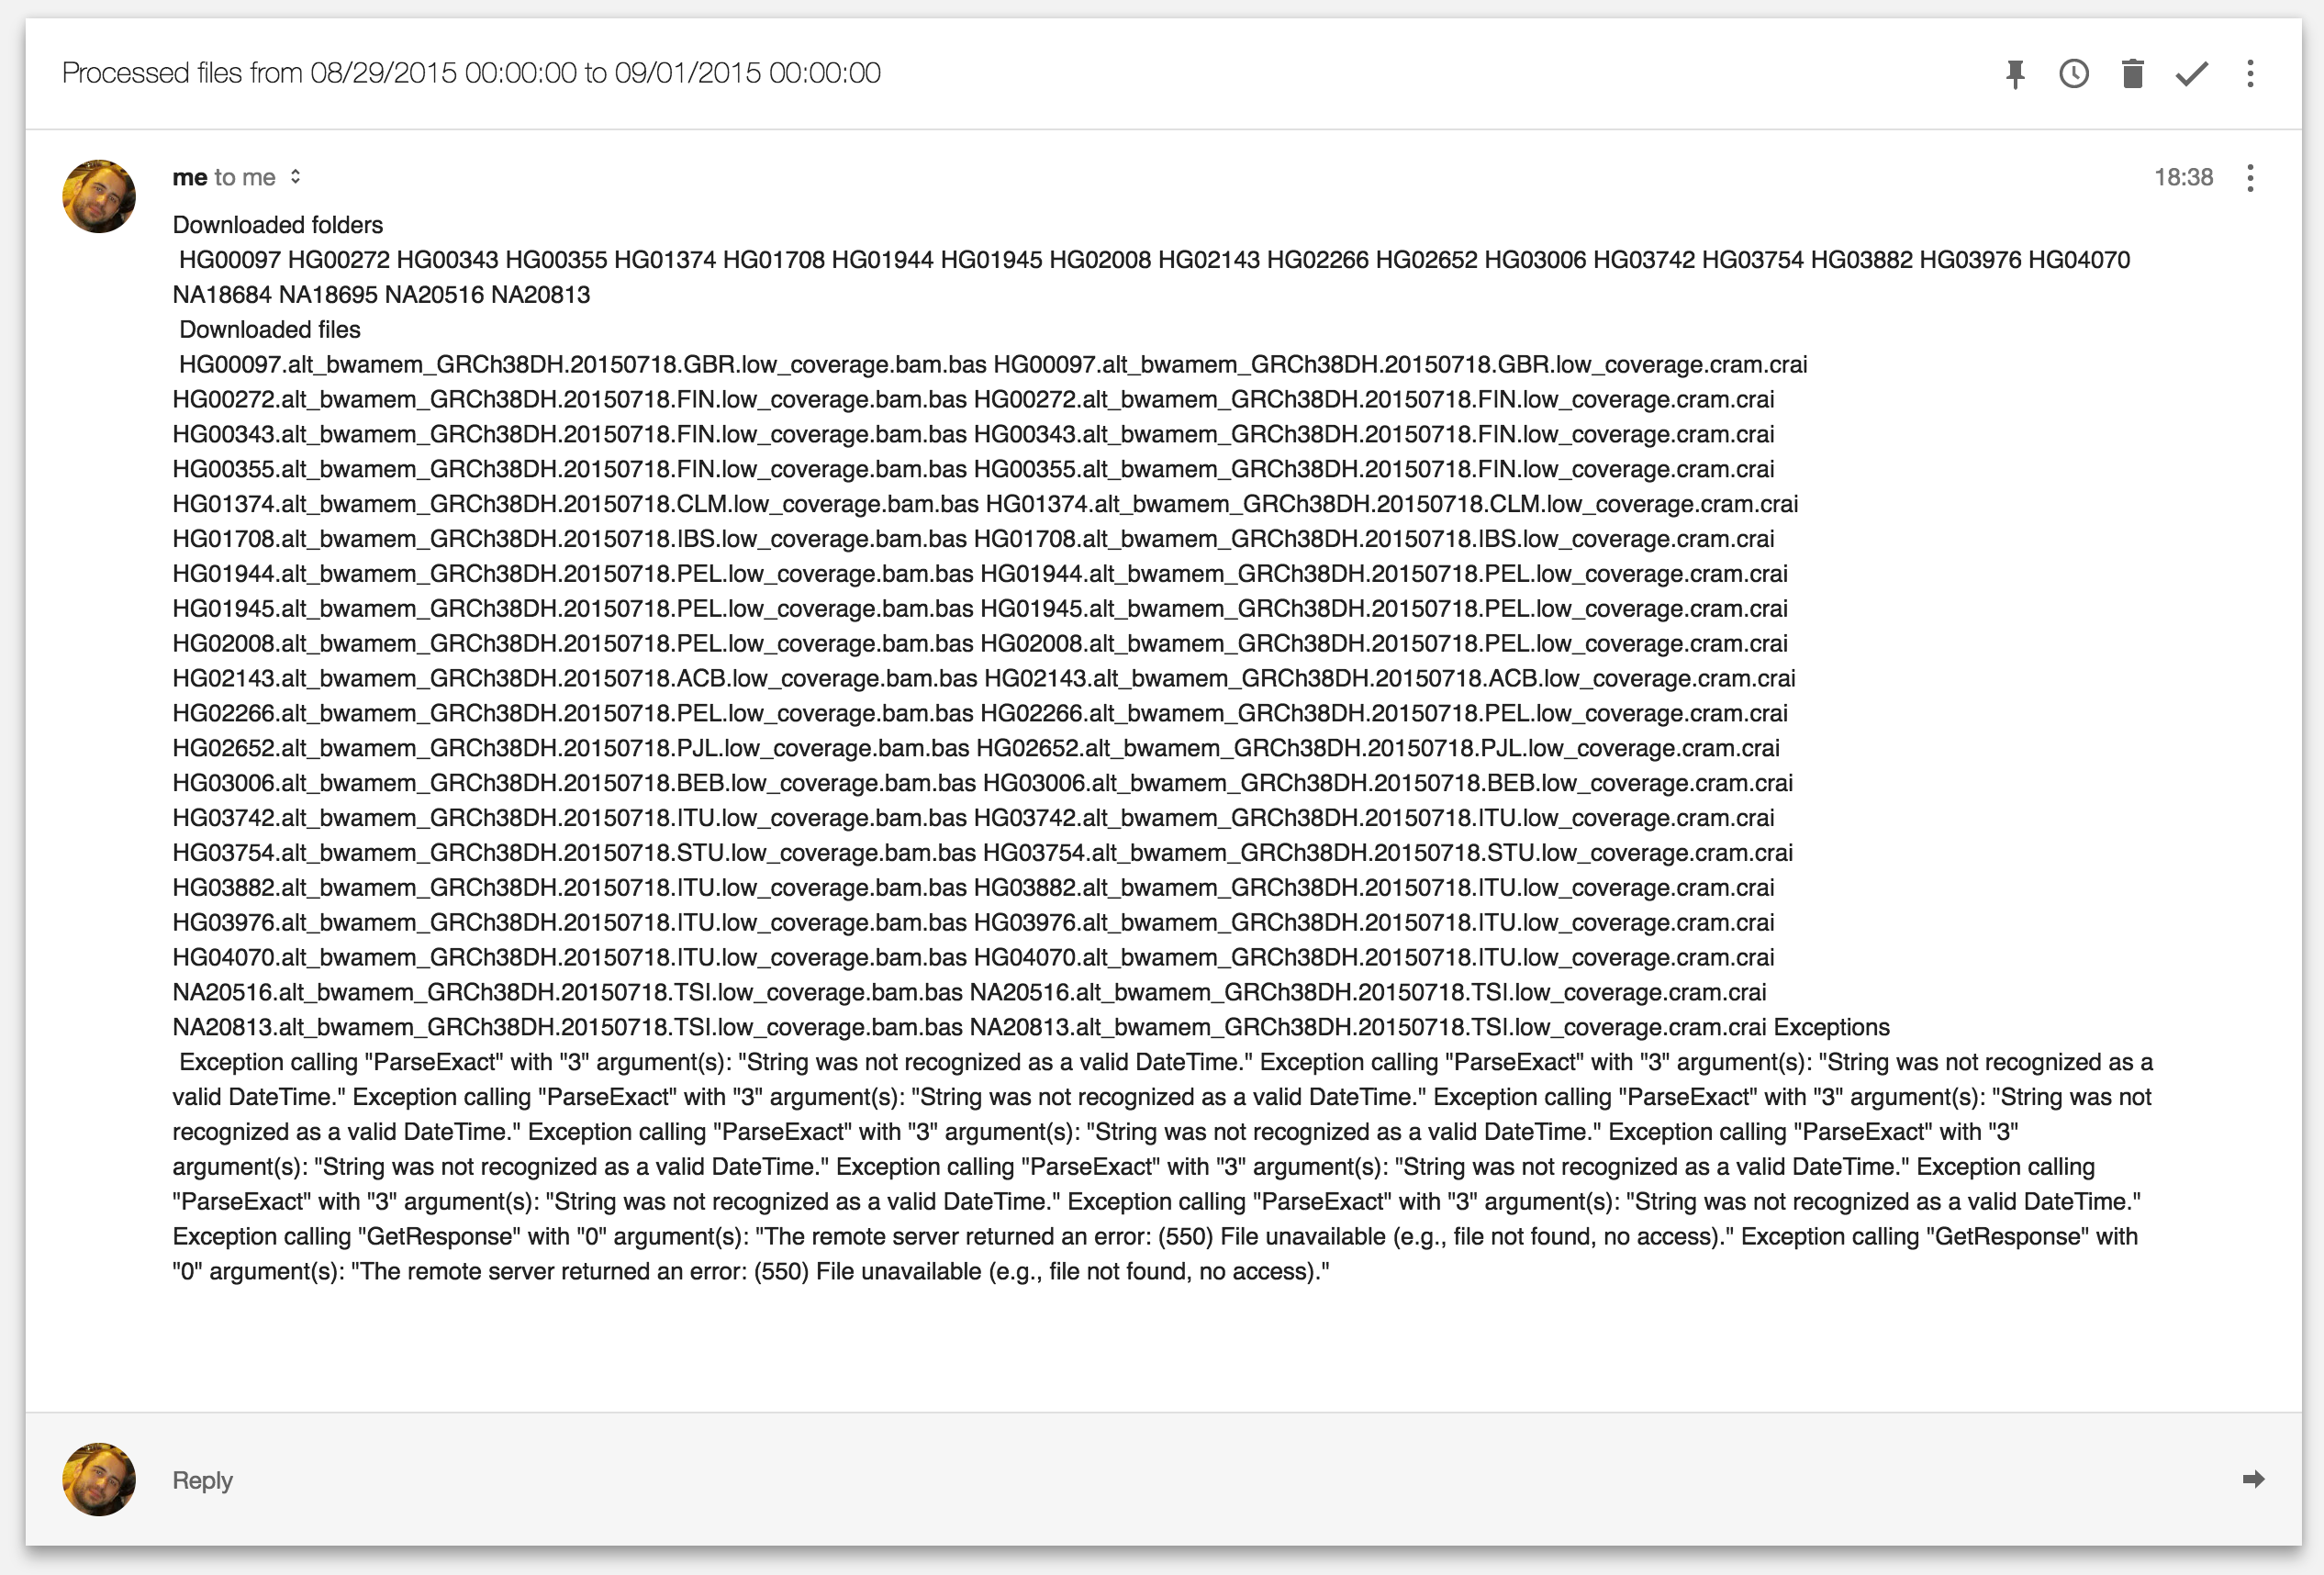 Processed files from 08/29/2015 00:00:00 to 09/01/2015 00:00:00
me to me
18:38
Downloaded folders
HG00097 HG00272 HG00343 HG00355 HG01374 HG01708 HG01944 HG01945 HG02008 HG02143 HG02266 HG02652 HG03006 HG03742 HG03754 HG03882 HG03976 HG04070
NA18684 NA18695 NA20516 NA20813
Downloaded files
HG00097.alt_bwamem_GRCh38DH.20150718.GBR.low_coverage.bam.bas HG00097.alt_bwamem_GRCh38DH.20150718.GBR.low_coverage.cram.crai
HG00272.alt_bwamem_GRCh38DH.20150718.FIN.low_coverage.bam.bas HG00272.alt_bwamem_GRCh38DH.20150718.FIN.low_coverage.cram.crai
HG00343.alt_bwamem_GRCh38DH.20150718.FIN.low_coverage.bam.bas HG00343.alt_bwamem_GRCh38DH.20150718.FIN.low_coverage.cram.crai
HG00355.alt_bwamem_GRCh38DH.20150718.FIN.low_coverage.bam.bas HG00355.alt_bwamem_GRCh38DH.20150718.FIN.low_coverage.cram.crai
HG01374.alt_bwamem_GRCh38DH.20150718.CLM.low_coverage.bam.bas HG01374.alt_bwamem_GRCh38DH.20150718.CLM.low_coverage.cram.crai
HG01708.alt_bwamem_GRCh38DH.20150718.IBS.low_coverage.bam.bas HG01708.alt_bwamem_GRCh38DH.20150718.IBS.low_coverage.cram.crai
HG01944.alt_bwamem_GRCh38DH.20150718.PEL.low_coverage.bam.bas HG01944.alt_bwamem_GRCh38DH.20150718.PEL.low_coverage.cram.crai
HG01945.alt_bwamem_GRCh38DH.20150718.PEL.low_coverage.bam.bas HG01945.alt_bwamem_GRCh38DH.20150718.PEL.low_coverage.cram.crai
HG02008.alt_bwamem_GRCh38DH.20150718.PEL.low_coverage.bam.bas HG02008.alt_bwamem_GRCh38DH.20150718.PEL.low_coverage.cram.crai
HG02143.alt_bwamem_GRCh38DH.20150718.ACB.low_coverage.bam.bas HG02143.alt_bwamem_GRCh38DH.20150718.ACB.low_coverage.cram.crai
HG02266.alt_bwamem_GRCh38DH.20150718.PEL.low_coverage.bam.bas HG02266.alt_bwamem_GRCh38DH.20150718.PEL.low_coverage.cram.crai
HG02652.alt_bwamem_GRCh38DH.20150718.PJL.low_coverage.bam.bas HG02652.alt_bwamem_GRCh38DH.20150718.PJL.low_coverage.cram.crai
HG03006.alt_bwamem_GRCh38DH.20150718.BEB.low_coverage.bam.bas HG03006.alt_bwamem_GRCh38DH.20150718.BEB.low_coverage.cram.crai
HG03742.alt_bwamem_GRCh38DH.20150718.ITU.low_coverage.bam.bas HG03742.alt_bwamem_GRCh38DH.20150718.ITU.low_coverage.cram.crai
HG03754.alt_bwamem_GRCh38DH.20150718.STU.low_coverage.bam.bas HG03754.alt_bwamem_GRCh38DH.20150718.STU.low_coverage.cram.crai
HG03882.alt_bwamem_GRCh38DH.20150718.ITU.low_coverage.bam.bas HG03882.alt_bwamem_GRCh38DH.20150718.ITU.low_coverage.cram.crai
HG03976.alt_bwamem_GRCh38DH.20150718.ITU.low_coverage.bam.bas HG03976.alt_bwamem_GRCh38DH.20150718.ITU.low_coverage.cram.crai
HG04070.alt_bwamem_GRCh38DH.20150718.ITU.low_coverage.bam.bas HG04070.alt_bwamem_GRCh38DH.20150718.ITU.low_coverage.cram.crai
NA20516.alt_bwamem_GRCh38DH.20150718.TSI.low_coverage.bam.bas NA20516.alt_bwamem_GRCh38DH.20150718.TSI.low_coverage.cram.crai
NA20813.alt_bwamem_GRCh38DH.20150718.TSI.low_coverage.bam.bas NA20813.alt_bwamem_GRCh38DH.20150718.TSI.low_coverage.cram.crai Exceptions
Exception calling "ParseExact" with "3" argument(s): "String was not recognized as a valid DateTime." Exception calling "ParseExact" with "3" argument(s): "String was not recognized as a
valid DateTime." Exception calling "ParseExact" with "3" argument(s): "String was not recognized as a valid DateTime." Exception calling "ParseExact" with "3" argument(s): "String was not
recognized as a valid DateTime." Exception calling "ParseExact" with "3" argument(s): "String was not recognized as a valid DateTime." Exception calling "ParseExact" with "3"
argument(s): "String was not recognized as a valid DateTime." Exception calling "ParseExact" with "3" argument(s): "String was not recognized as a valid DateTime." Exception calling
"ParseExact" with "3" argument(s): "String was not recognized as a valid DateTime." Exception calling "ParseExact" with "3" argument(s): "String was not recognized as a valid DateTime."
Exception calling "GetResponse" with "0" argument(s): "The remote server returned an error: (550) File unavailable (e.g., file not found, no access)." Exception calling "GetResponse" with
"0" argument(s): "The remote server returned an error: (550) File unavailable (e.g., file not found, no access)."
Reply